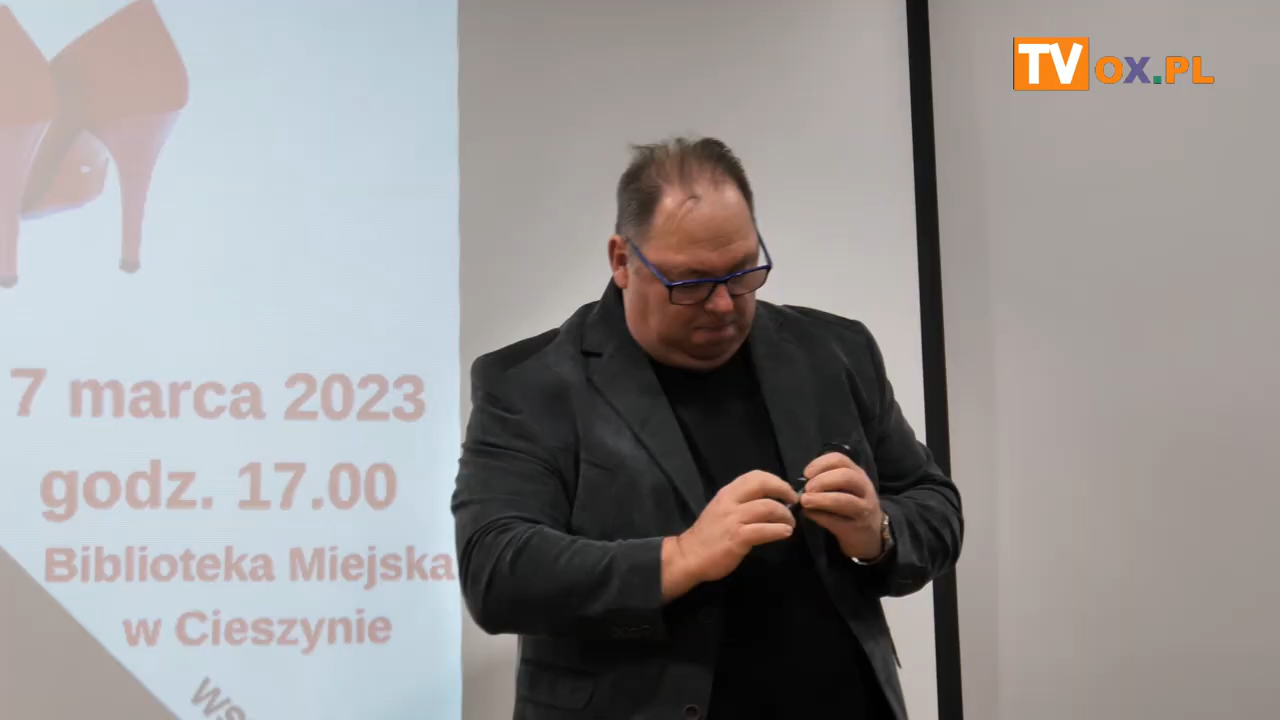 TVOX.PL
7 marca 2023
godz. 17.00
Biblioteka Miejska
w Cieszynie